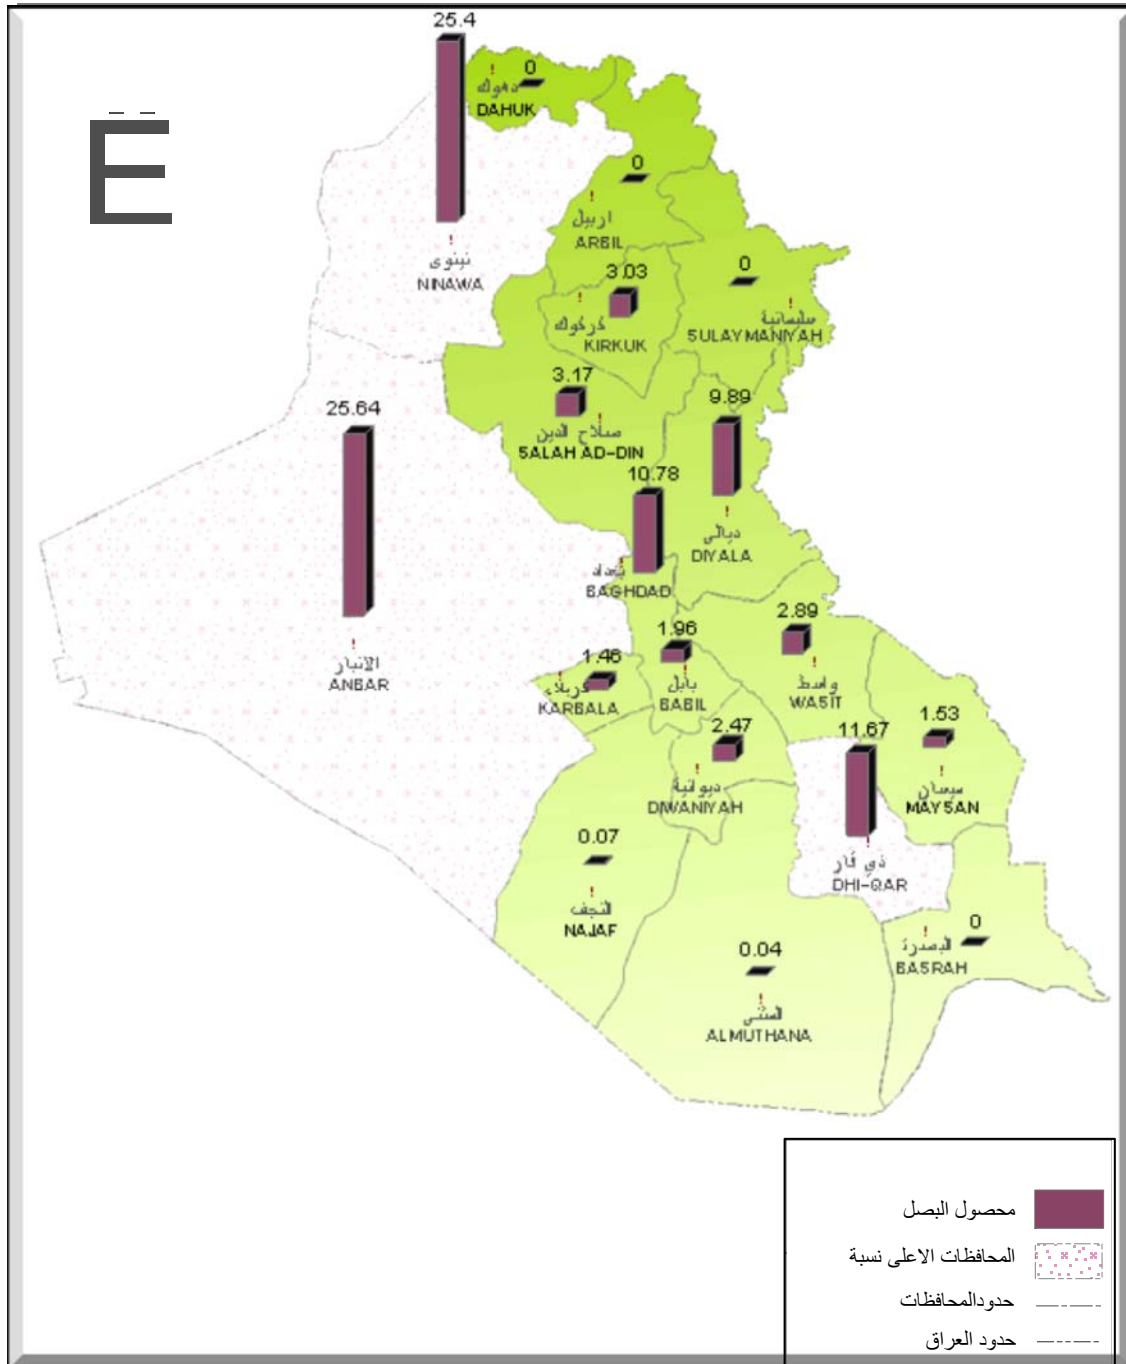 25.4
0
دهوك
DAHUK
E
0
اربيل
ARBIL
نينوى
NINAWA
3.03
كركوك
KIRKUK
0
سليمانية
SULAYMANIYAH
3.17
صلاح الدين
SALAH AD-DIN
9.89
ديالى
DIYALA
25.64
الانبار
ANBAR
10.78
بغداد
BAGHDAD
2.89
واسط
WASIT
1.96
بابل
BABIL
1.46
كربلاء
KARBALA
2.47
ديوانية
DIWANIYAH
11.67
ذي قار
DHI-QAR
1.53
ميسان
MAYSAN
0.07
النجف
NAJAF
0.04
المثنى
ALMUTHANA
0
البصرة
BASRAH
محصول البصل
المحافظات الاعلى نسبة
حدودالمحافظات
حدود العراق